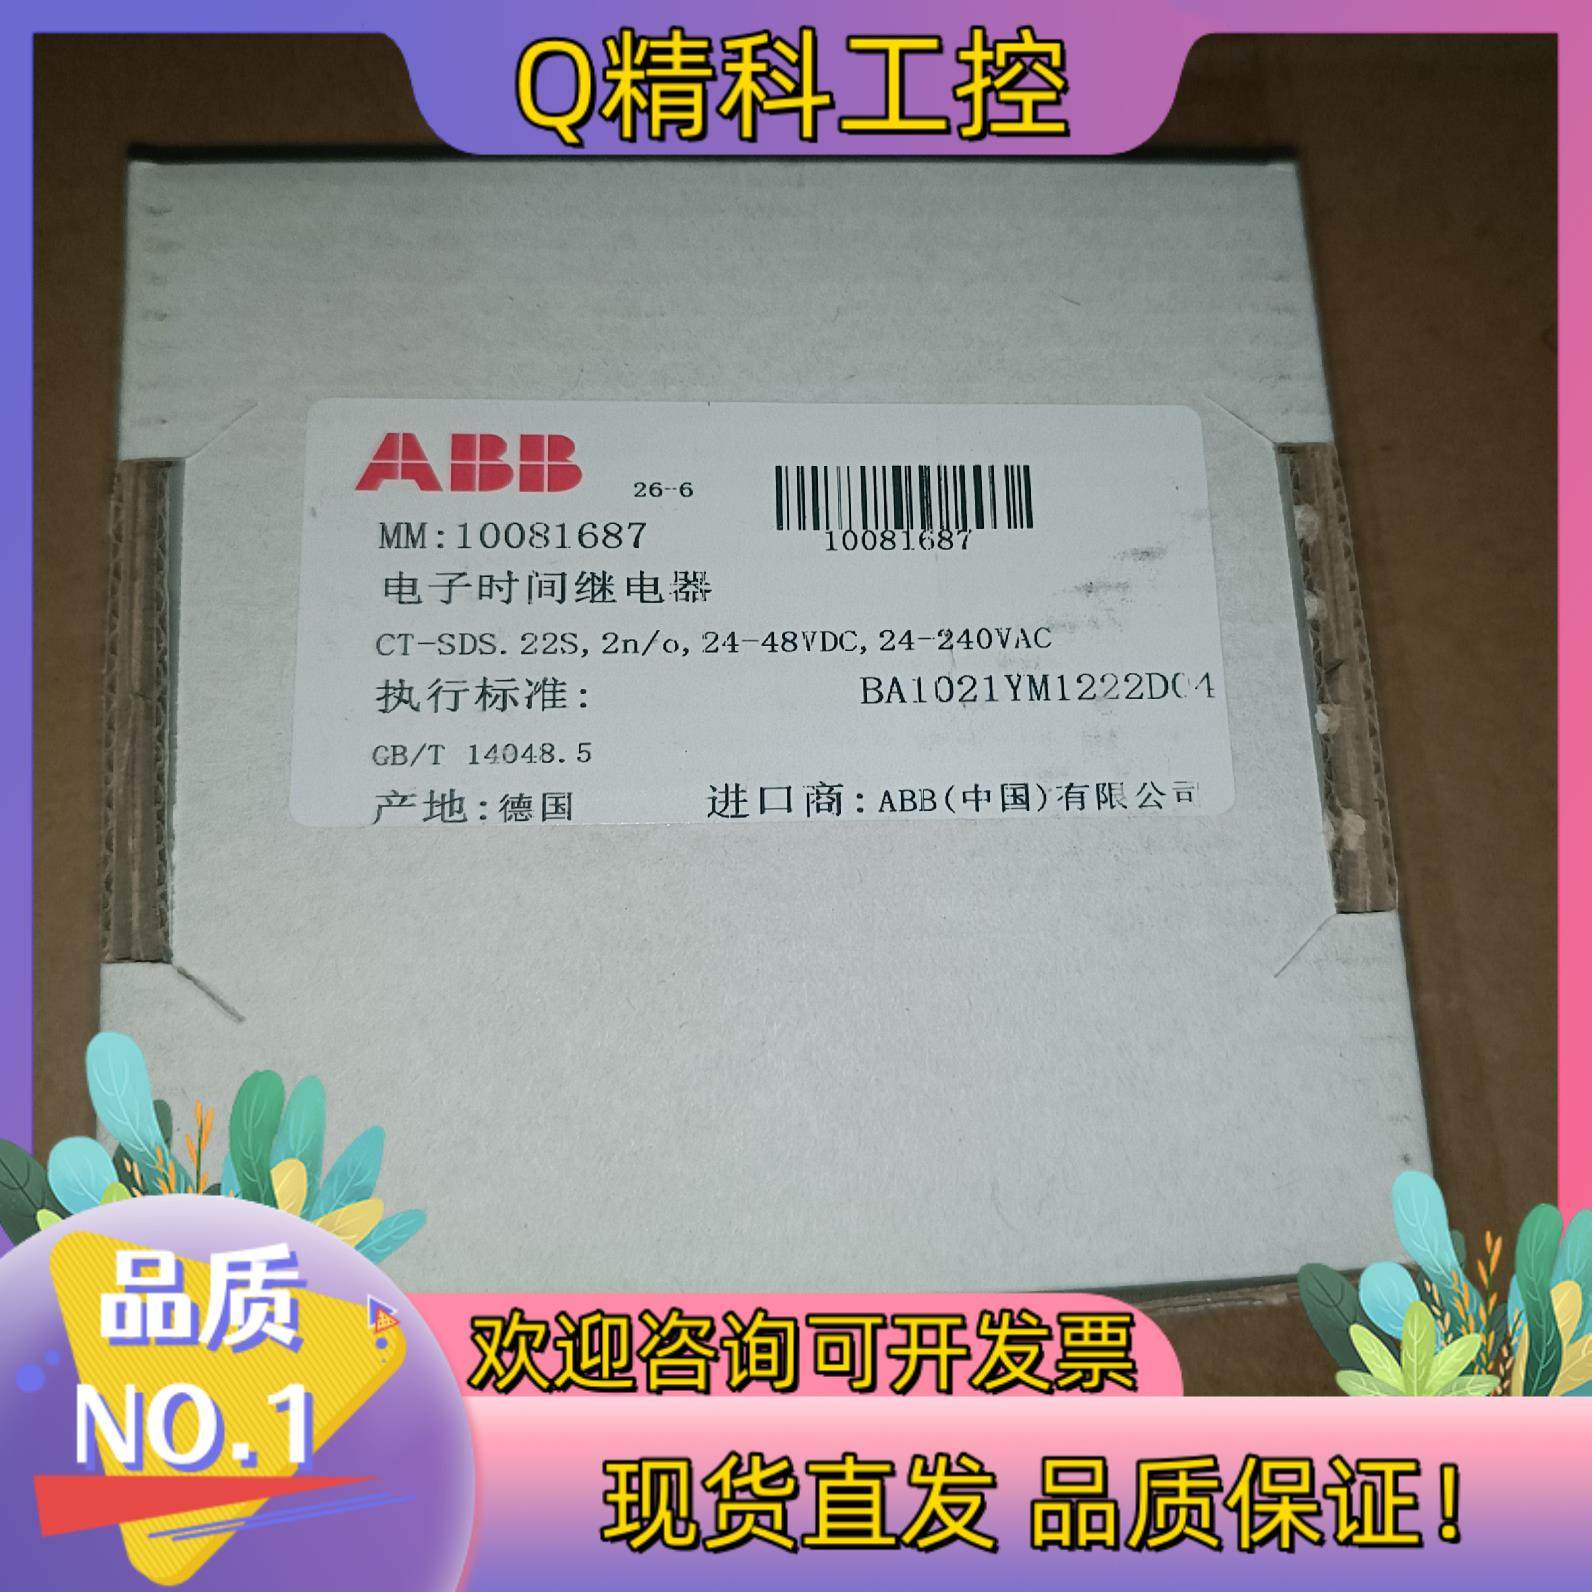 Q精科工控
ABB
26-6
MM:10081687
10081687
电子时间继电器
CT-SDS.22S,2n/o,24-48VDC,24-240VAC
执行标准:
GB/T 14048.5
产地:德国
进口商:ABB(中国)有限公司
品质
NO.1
欢迎咨询可开发票
现货直发 品质保证!